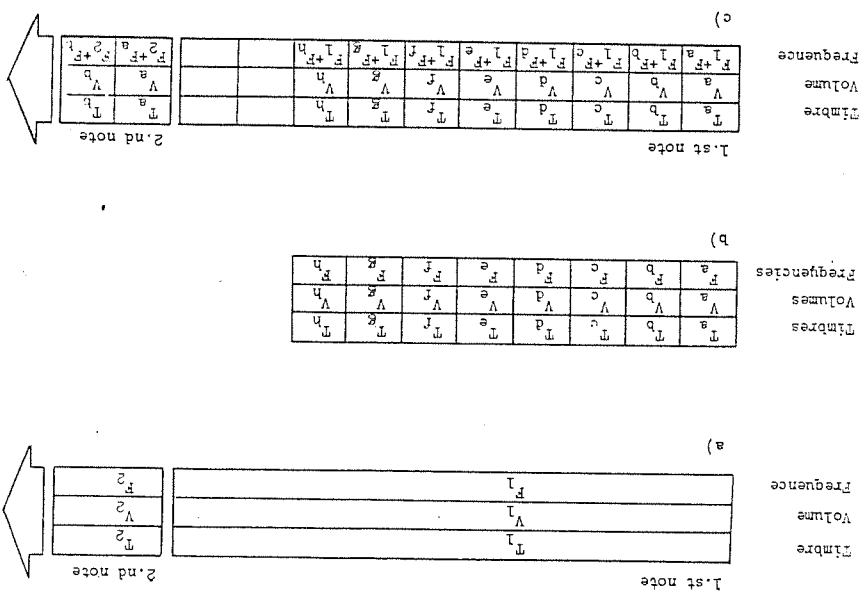 1.st note 2.nd note
Timbre T1 T2
Volume V1 V2
Frequence F1 F2
a)
Timbres Ta Tb Tc Td Te Tf Tg Th
Volumes Va Vb Vc Vd Ve Vf Vg Vh
Frequencies Fa Fb Fc Fd Fe Ff Fg Fh
b)
1.st note 2.nd note
Timbre Ta Tb Tc Td Te Tf Tg Th Ta Tb
Volume Va Vb Vc Vd Ve Vf Vg Vh Va Vb
Frequence F1+Fa F1+Fb F1+Fc F1+Fd F1+Fe F1+Ff F1+Fg F1+Fh F2+Fa F2+Fb
c)